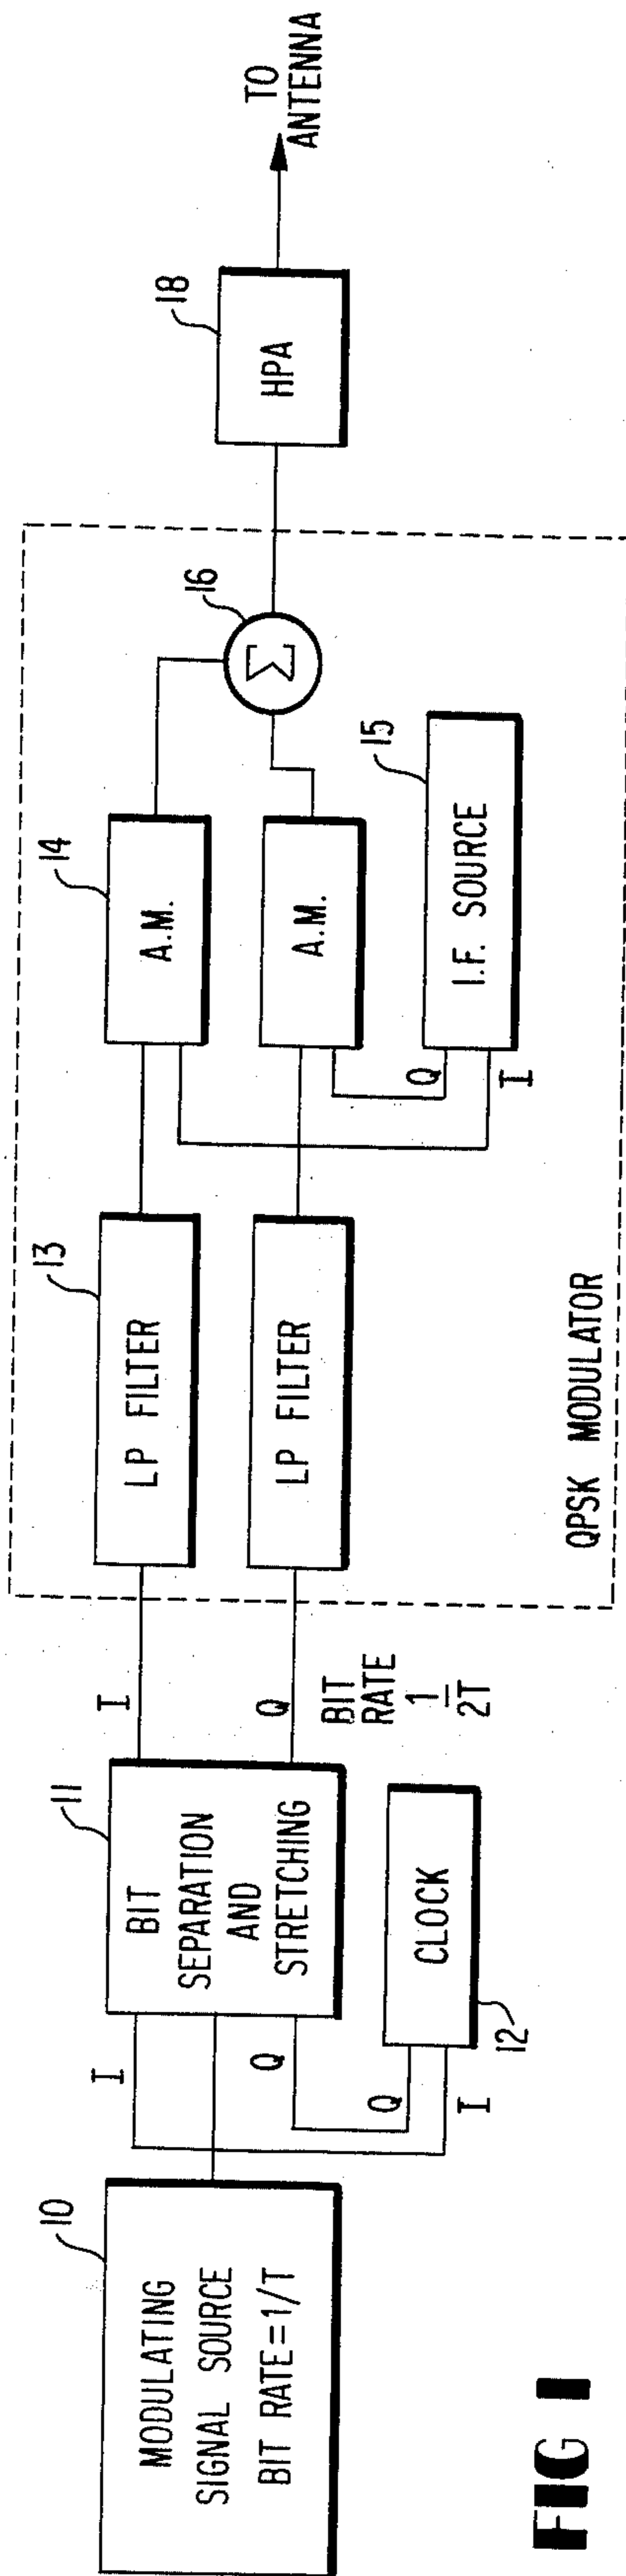 10
MODULATING
SIGNAL SOURCE
BIT RATE=1/T
I
Q
Q
I
CLOCK
12
11
BIT
SEPARATION
AND
STRETCHING
I
Q
BIT
RATE
1
2T
13
LP FILTER
LP FILTER
14
A.M.
A.M.
Q
I
15
I.F. SOURCE
16
Σ
QPSK MODULATOR
18
HPA
TO
ANTENNA
FIG 1